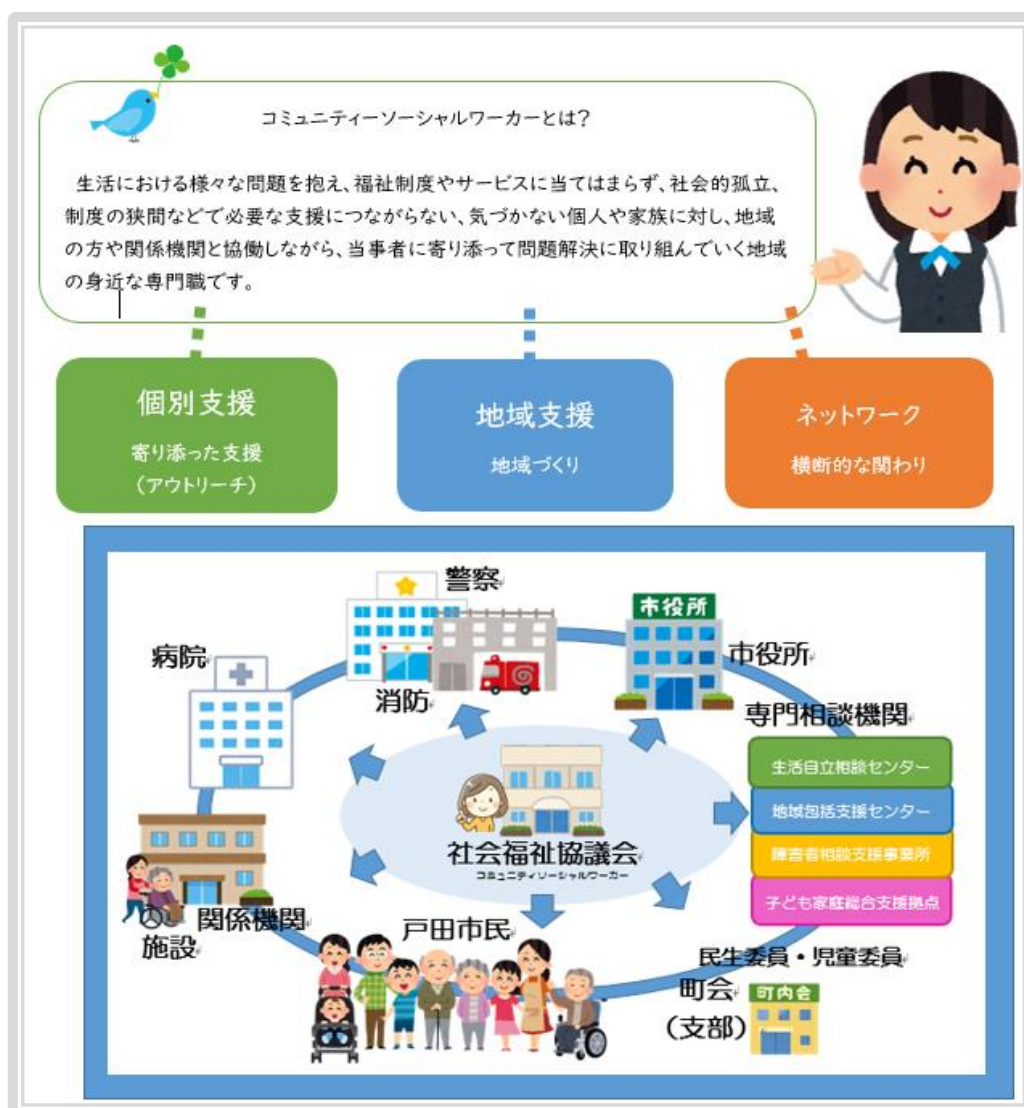 コミュニティーソーシャルワーカーとは?
生活における様々な問題を抱え、福祉制度やサービスに当てはまらず、社会的孤立、
制度の狭間などで必要な支援につながらない、気づかない個人や家族に対し、地域
の方や関係機関と協働しながら、当事者に寄り添って問題解決に取り組んでいく地域
の身近な専門職です。
個別支援
寄り添った支援
(アウトリーチ)
地域支援
地域づくり
ネットワーク
横断的な関わり
警察
市役所
病院
市役所
消防
専門相談機関
生活自立相談センター
地域包括支援センター
障害者相談支援事業所
子ども家庭総合支援拠点
社会福祉協議会
コミュニティソーシャルワーカー
関係機関
施設
戸田市民
民生委員・児童委員
町会
町内会
(支部)